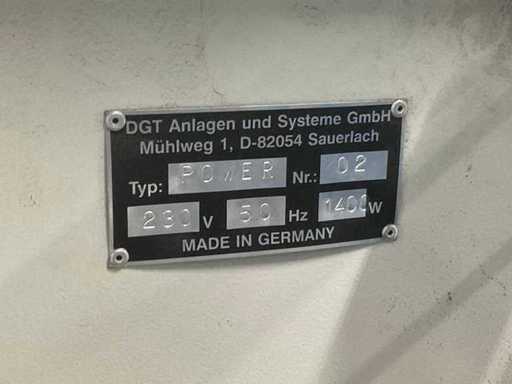 DGT Anlagen und Systeme GmbH
Mühlweg 1, D-82054 Sauerlach
Typ: POWER Nr.: 02
230 V 50 Hz 1400 W
MADE IN GERMANY